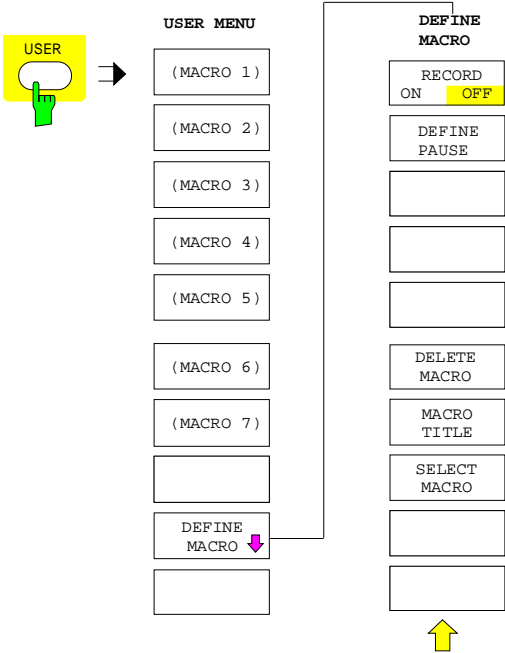 USER
USER MENU
(MACRO 1)
(MACRO 2)
(MACRO 3)
(MACRO 4)
(MACRO 5)
(MACRO 6)
(MACRO 7)
DEFINE
MACRO
DEFINE
MACRO
RECORD
ON OFF
DEFINE
PAUSE
DELETE
MACRO
MACRO
TITLE
SELECT
MACRO